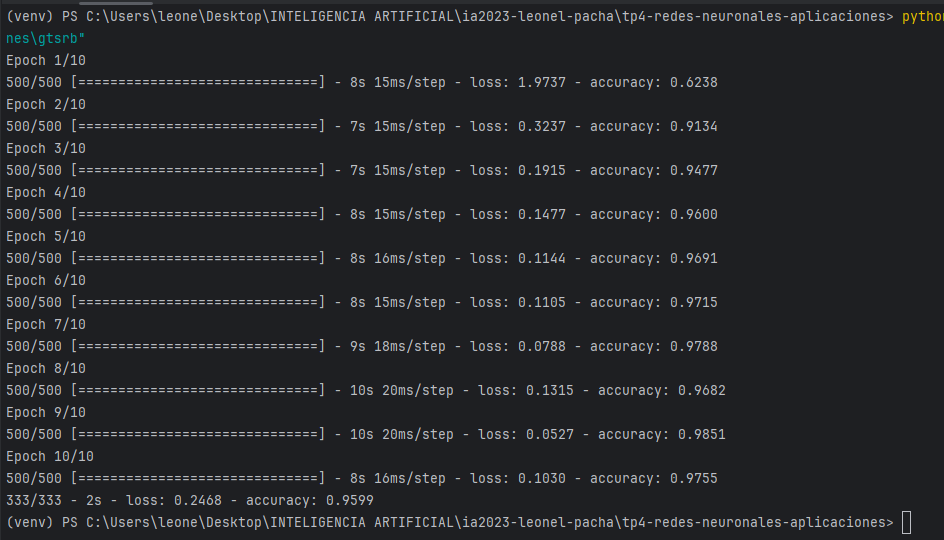 (venv) PS C:\Users\leone\Desktop\INTELIGENCIA ARTIFICIAL\ia2023-leonel-pacha\tp4-redes-neuronales-aplicaciones> pytho
nes\gtsrb"
Epoch 1/10
500/500 [==============================] - 8s 15ms/step - loss: 1.9737 - accuracy: 0.6238
Epoch 2/10
500/500 [==============================] - 7s 15ms/step - loss: 0.3237 - accuracy: 0.9134
Epoch 3/10
500/500 [==============================] - 7s 15ms/step - loss: 0.1915 - accuracy: 0.9477
Epoch 4/10
500/500 [==============================] - 8s 15ms/step - loss: 0.1477 - accuracy: 0.9600
Epoch 5/10
500/500 [==============================] - 8s 16ms/step - loss: 0.1144 - accuracy: 0.9691
Epoch 6/10
500/500 [==============================] - 8s 15ms/step - loss: 0.1105 - accuracy: 0.9715
Epoch 7/10
500/500 [==============================] - 9s 18ms/step - loss: 0.0788 - accuracy: 0.9788
Epoch 8/10
500/500 [==============================] - 10s 20ms/step - loss: 0.1315 - accuracy: 0.9682
Epoch 9/10
500/500 [==============================] - 10s 20ms/step - loss: 0.0527 - accuracy: 0.9851
Epoch 10/10
500/500 [==============================] - 8s 16ms/step - loss: 0.1030 - accuracy: 0.9755
333/333 - 2s - loss: 0.2468 - accuracy: 0.9599
(venv) PS C:\Users\leone\Desktop\INTELIGENCIA ARTIFICIAL\ia2023-leonel-pacha\tp4-redes-neuronales-aplicaciones>